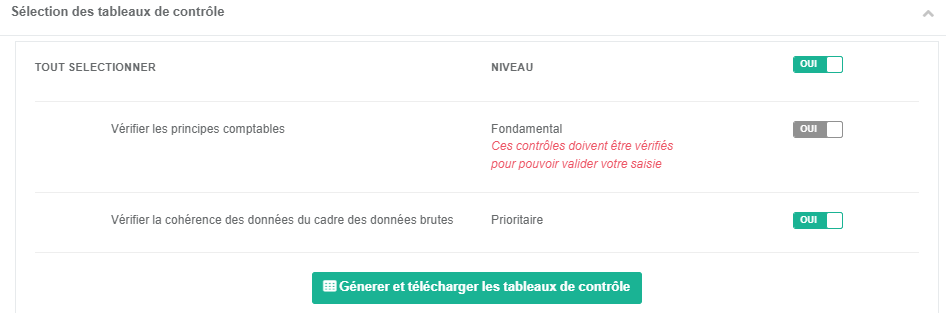 Sélection des tableaux de contrôle
TOUT SELECTIONNER NIVEAU OUI
Vérifier les principes comptables Fondamental OUI
Ces contrôles doivent être vérifiés
pour pouvoir valider votre saisie
Vérifier la cohérence des données du cadre des données brutes Prioritaire OUI
Génerer et télécharger les tableaux de contrôle